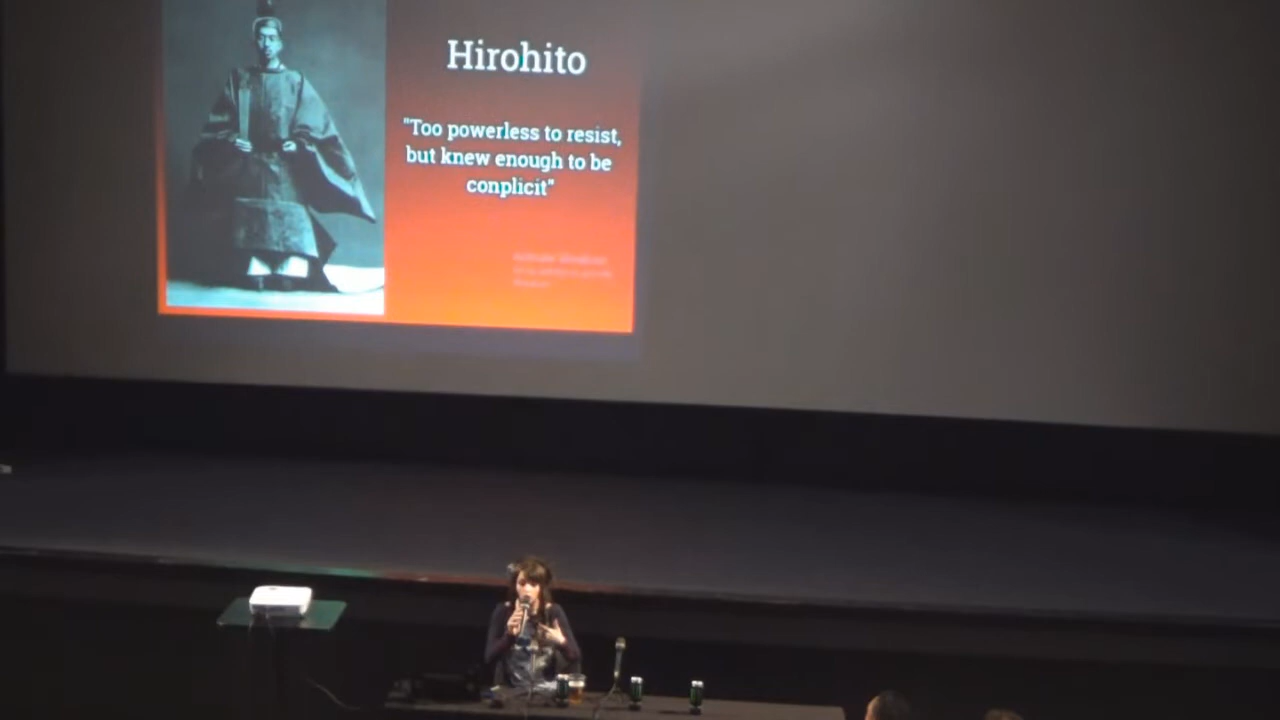 Hirohito
"Too powerless to resist,
but knew enough to be
conplicit"